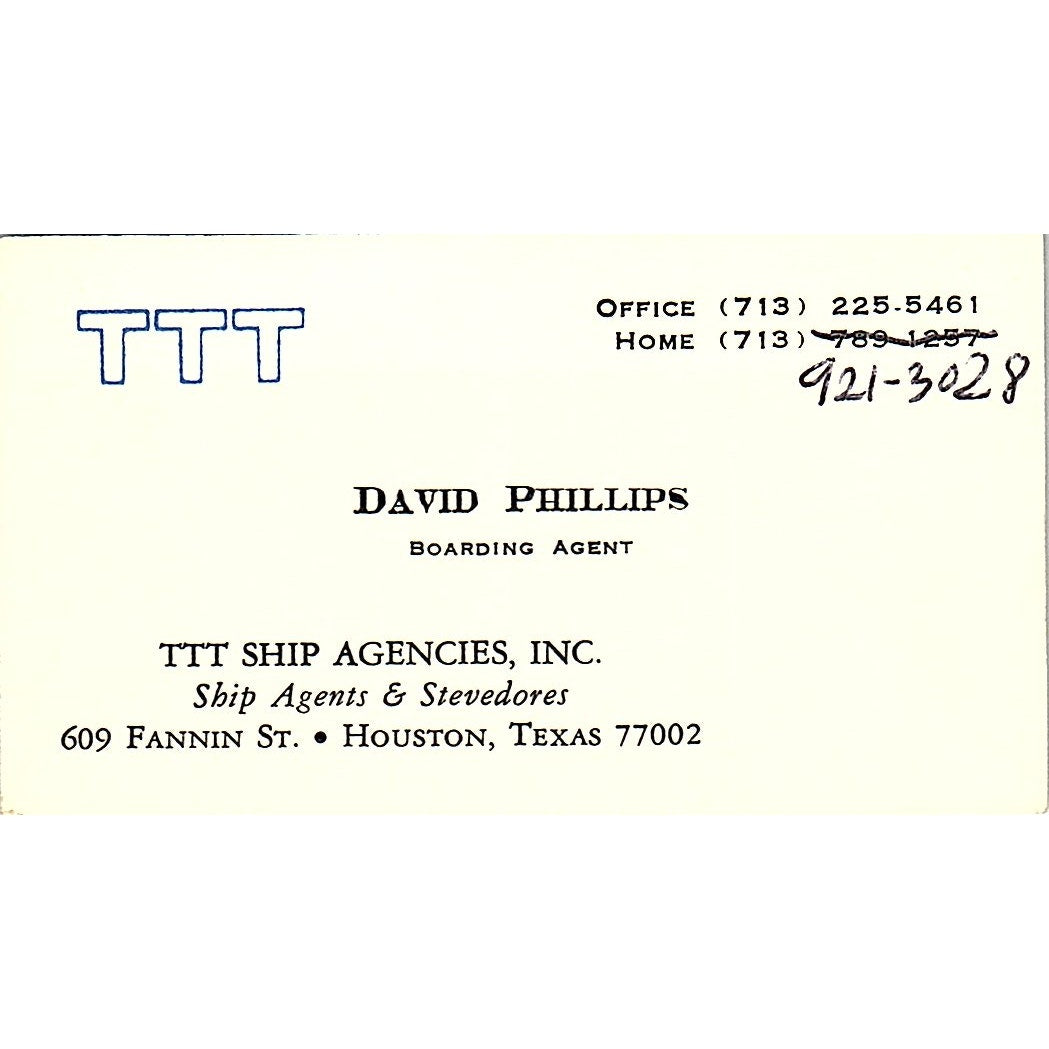 TTT
OFFICE (713) 225-5461
HOME (713) 789-1257
921-3028
DAVID PHILLIPS
BOARDING AGENT
TTT SHIP AGENCIES, INC.
Ship Agents & Stevedores
609 FANNIN ST. • HOUSTON, TEXAS 77002